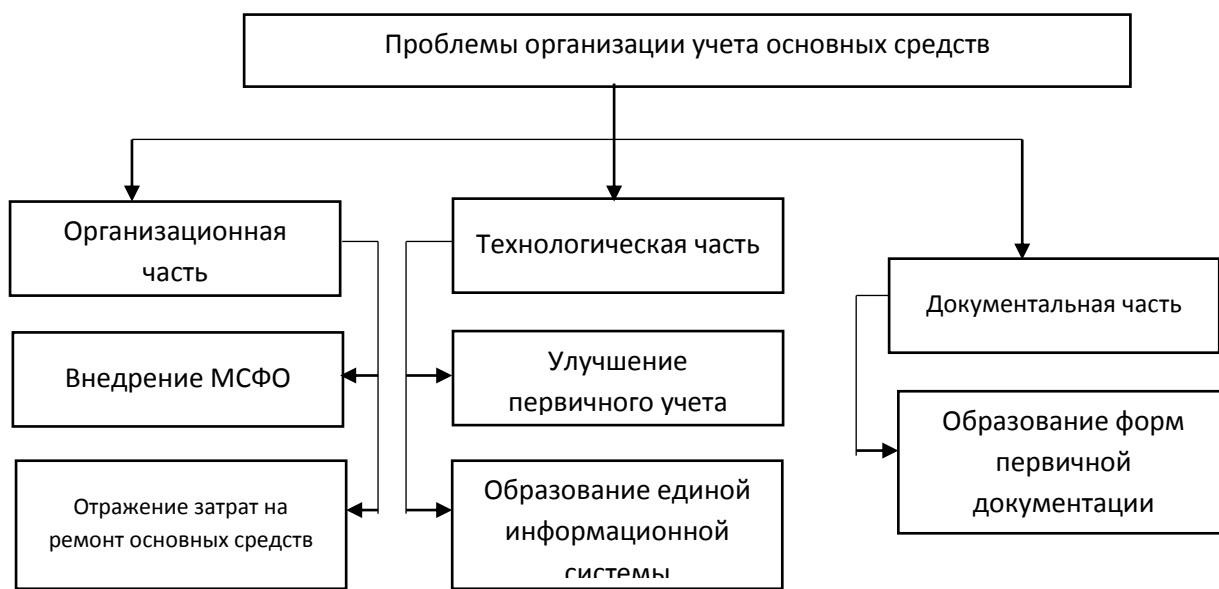 Проблемы организации учета основных средств
Организационная
часть
Технологическая часть
Документальная часть
Внедрение МСФО
Улучшение
первичного учета
Образование форм
первичной
документации
Отражение затрат на
ремонт основных средств
Образование единой
информационной
системы